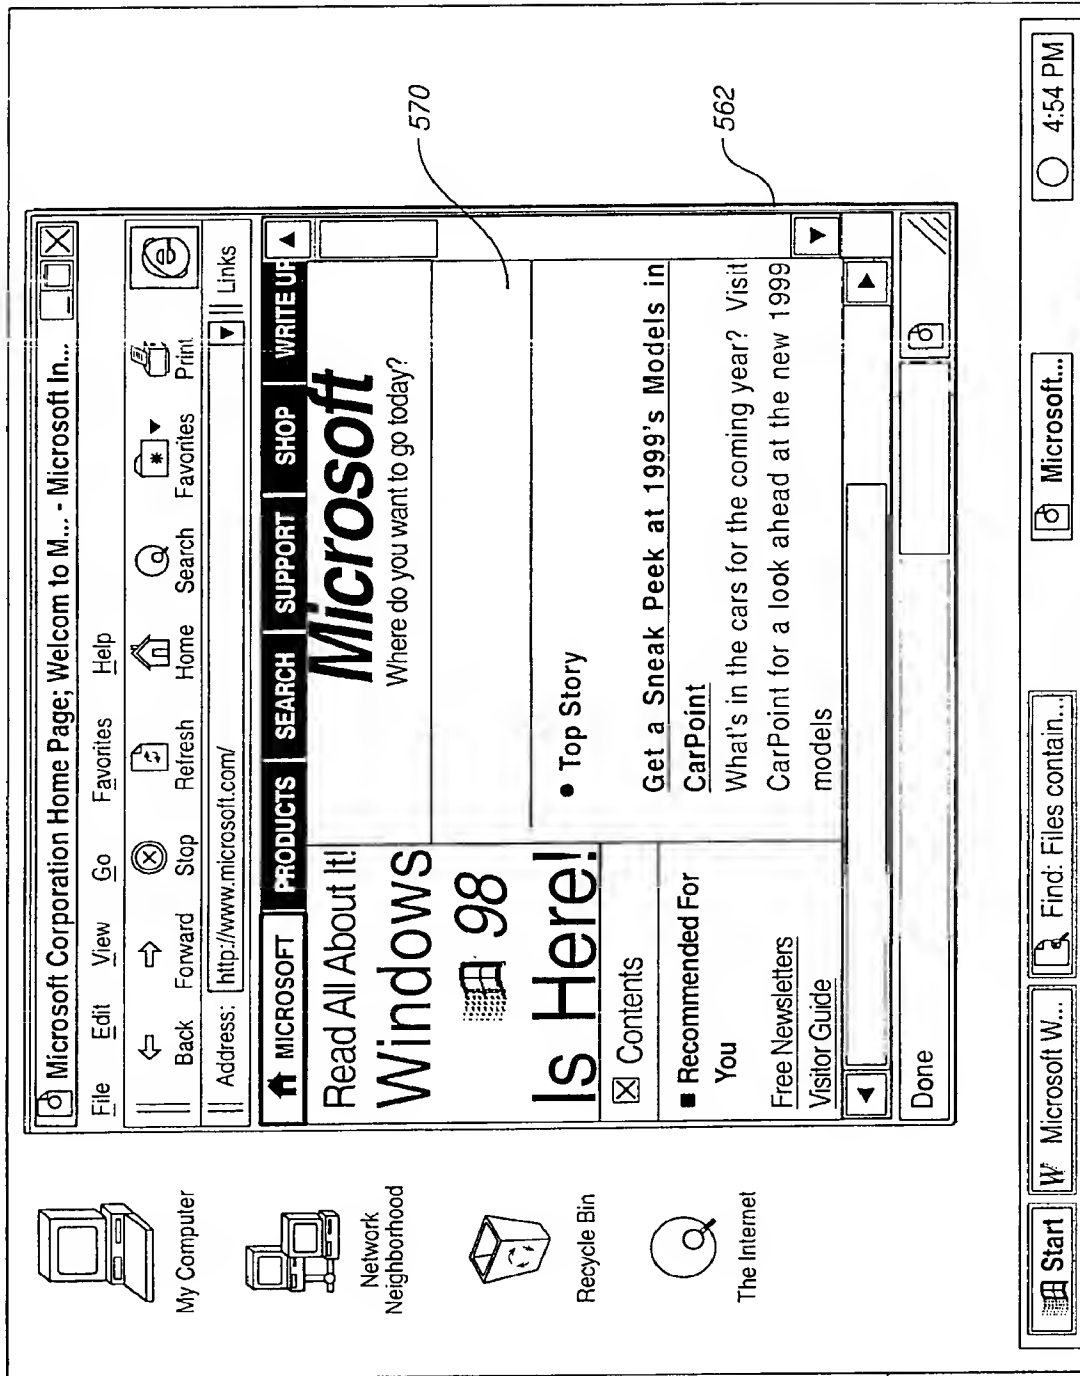 My Computer
Network
Neighborhood
Recycle Bin
The Internet
Microsoft Corporation Home Page; Welcom to M... - Microsoft In...
File Edit View Go Favorites Help
Back Forward Stop Refresh Home Search Favorites Print
Address: http://www.microsoft.com/ Links
MICROSOFT PRODUCTS SEARCH SUPPORT SHOP WRITE UP
Read All About It!
Windows
98
Is Here!
Contents
Recommended For
You
Free Newsletters
Visitor Guide
Microsoft
Where do you want to go today?
• Top Story
Get a Sneak Peek at 1999's Models in
CarPoint
What's in the cars for the coming year? Visit
CarPoint for a look ahead at the new 1999
models
Done
570
562
Start W Microsoft W... Find: Files contain... Microsoft... 4:54 PM